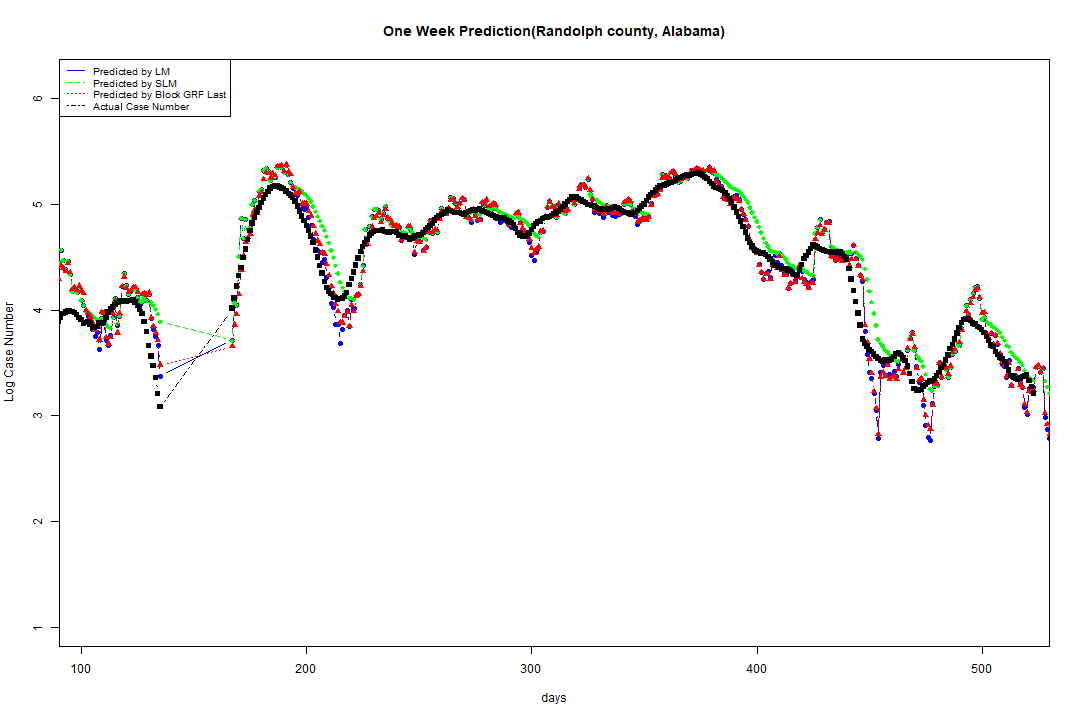 One Week Prediction(Randolph county, Alabama)
Predicted by LM
Predicted by SLM
Predicted by Block GRF Last
Actual Case Number
Log Case Number
6
5
4
3
2
1
100 200 300 400 500
days